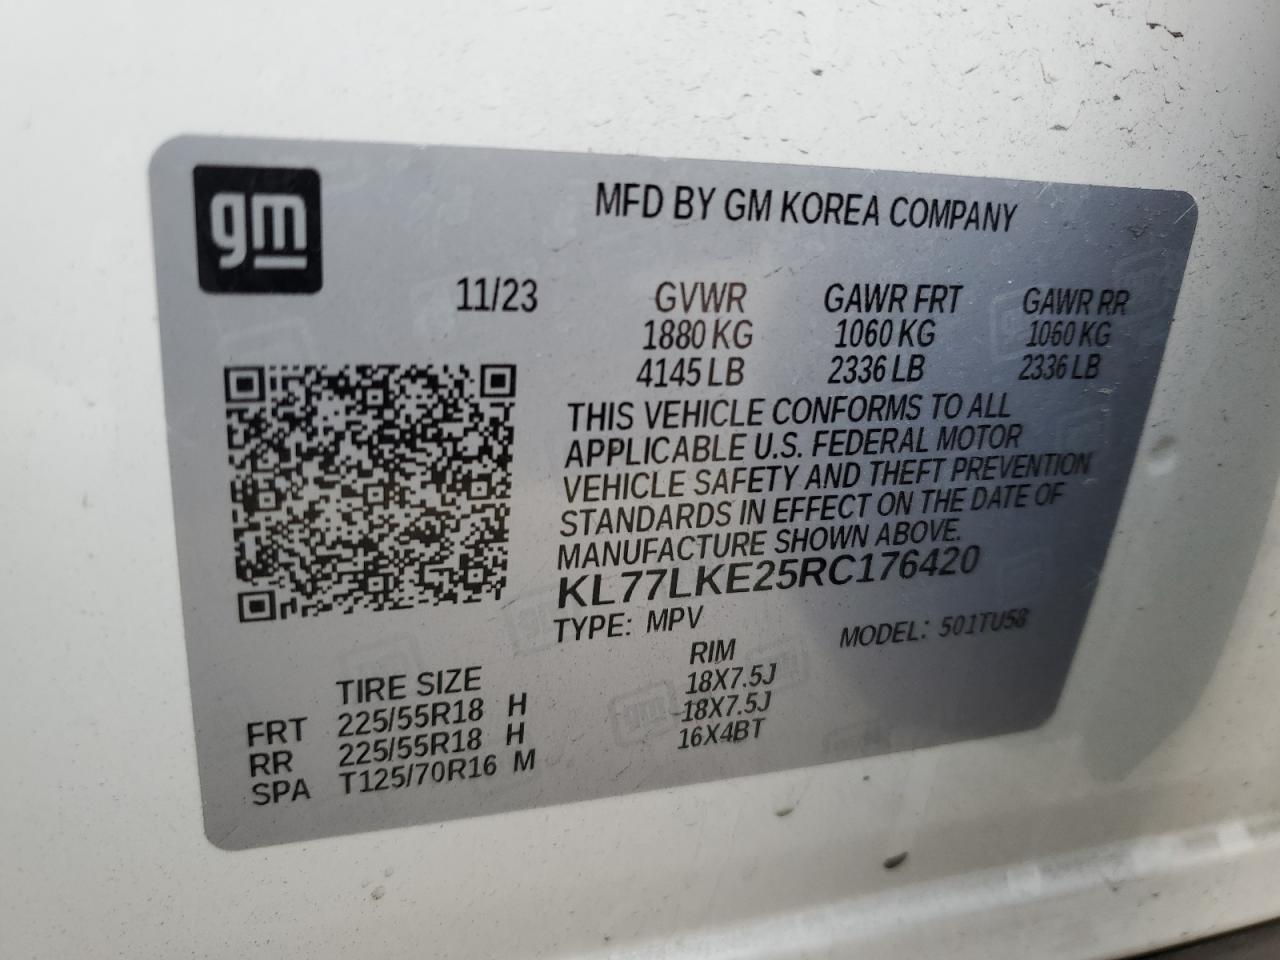 gm
MFD BY GM KOREA COMPANY
11/23 GVWR GAWR FRT GAWR RR
1880 KG 1060 KG 1060 KG
4145 LB 2336 LB 2336 LB
THIS VEHICLE CONFORMS TO ALL
APPLICABLE U.S. FEDERAL MOTOR
VEHICLE SAFETY AND THEFT PREVENTION
STANDARDS IN EFFECT ON THE DATE OF
MANUFACTURE SHOWN ABOVE.
KL77LKE25RC176420
TYPE: MPV MODEL: 501TU58
TIRE SIZE RIM
FRT 225/55R18 H 18X7.5J
RR 225/55R18 H 18X7.5J
SPA T125/70R16 M 16X4BT